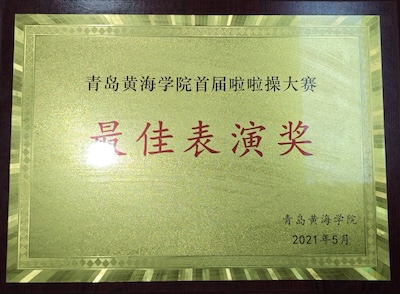 青岛黄海学院首届啦啦操大赛
最佳表演奖
青岛黄海学院
2021年5月